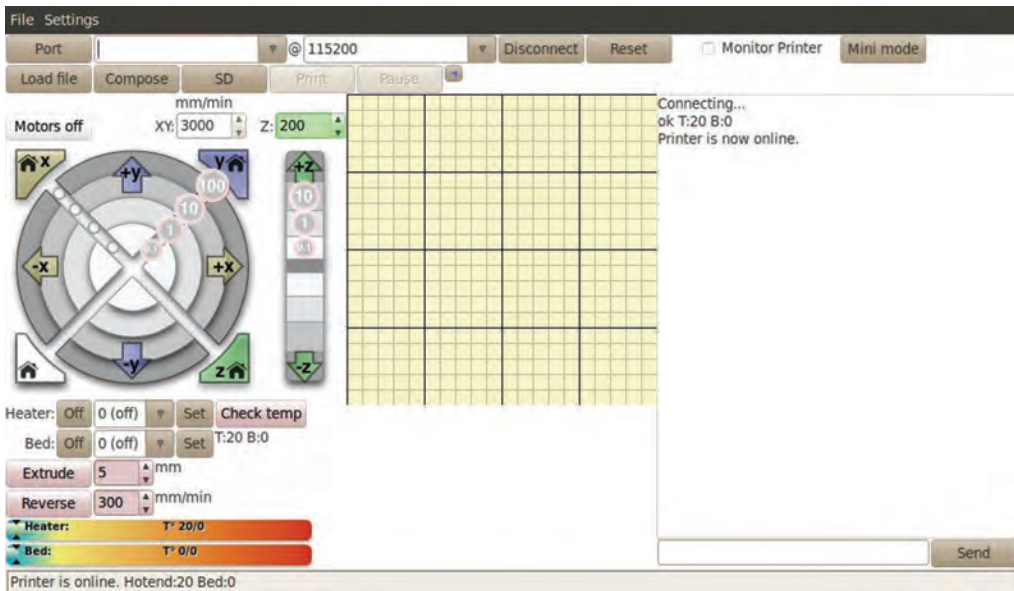 File Settings
Port @ 115200 Disconnect Reset Monitor Printer Mini mode
Load file Compose SD Print Pause
mm/min
Motors off XY: 3000 Z: 200
x y +z
+y 100
10 10
1 1
0.1 0.1
-x +x
-y z -z
Heater: Off 0 (off) Set Check temp
Bed: Off 0 (off) Set T:20 B:0
Extrude 5 mm
Reverse 300 mm/min
Heater: T° 20/0
Bed: T° 0/0
Connecting...
ok T:20 B:0
Printer is now online.
Send
Printer is online. Hotend:20 Bed:0